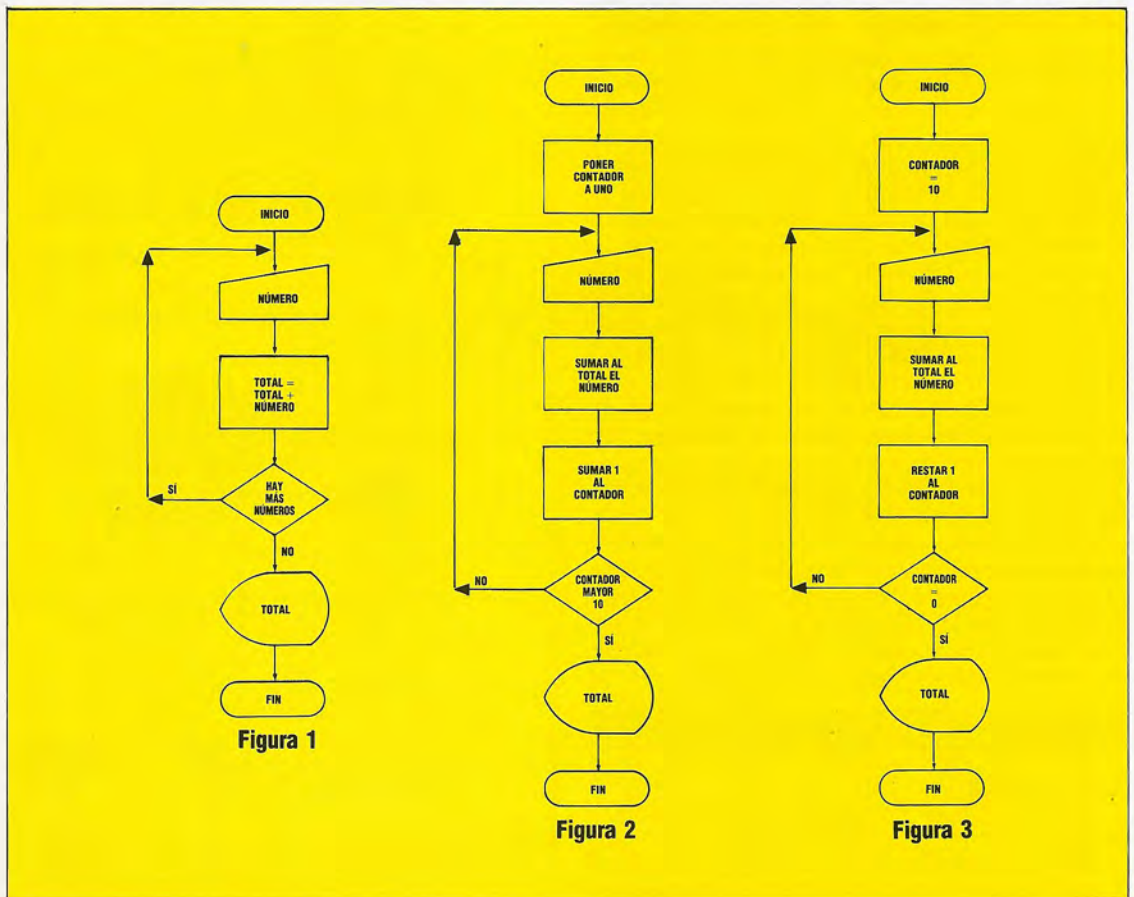 INICIO
NÚMERO
TOTAL =
TOTAL +
NÚMERO
HAY
MÁS
NÚMEROS
SÍ
NO
TOTAL
FIN
Figura 1
INICIO
PONER
CONTADOR
A UNO
NÚMERO
SUMAR AL
TOTAL EL
NÚMERO
SUMAR 1
AL
CONTADOR
CONTADOR
MAYOR
10
NO
SÍ
TOTAL
FIN
Figura 2
INICIO
CONTADOR
=
10
NÚMERO
SUMAR AL
TOTAL EL
NÚMERO
RESTAR 1
AL
CONTADOR
CONTADOR
=
0
NO
SÍ
TOTAL
FIN
Figura 3